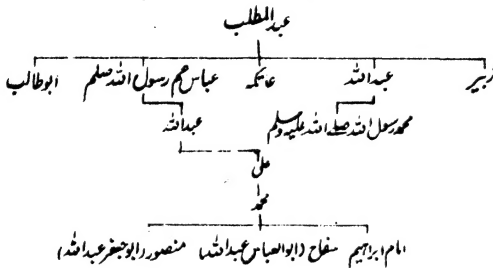 عبدالمطلب
زبیر عبداللہ عاتکہ عباس عم رسول اللہ صلعم ابوطالب
محمد رسول اللہ صلے اللہ علیہ وسلم عبداللہ
علی
محمد
امام ابراہیم سفاح (ابوالعباس عبداللہ) منصور (ابوجعفر عبداللہ)